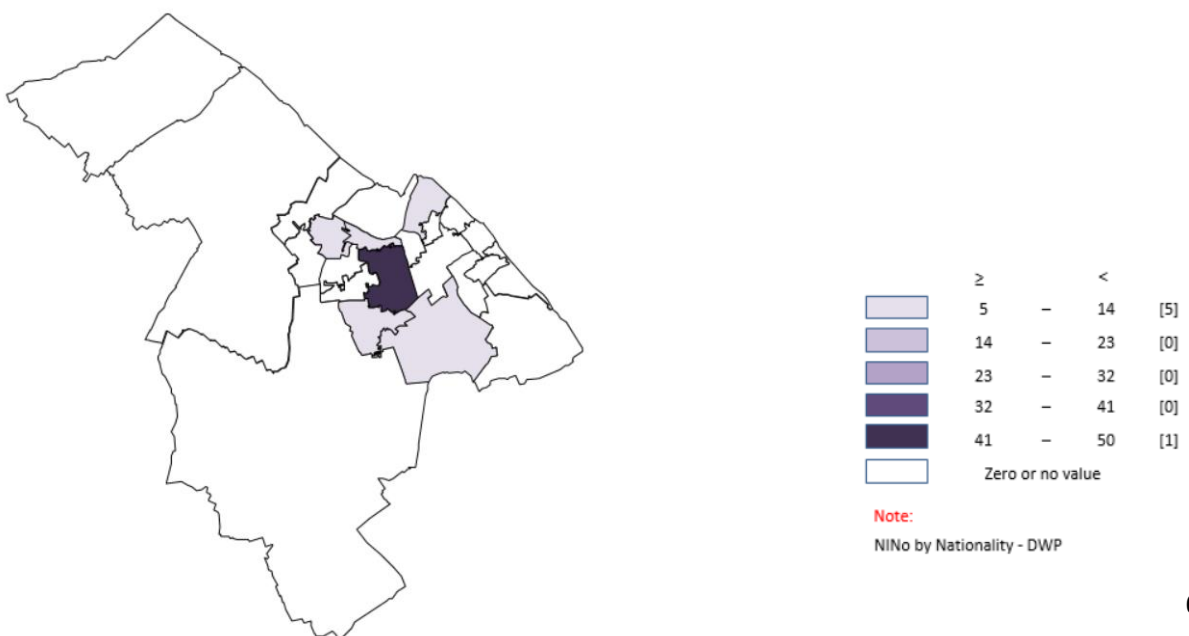 ≥ <
5 – 14 [5]
14 – 23 [0]
23 – 32 [0]
32 – 41 [0]
41 – 50 [1]
Zero or no value
Note:
NINo by Nationality - DWP